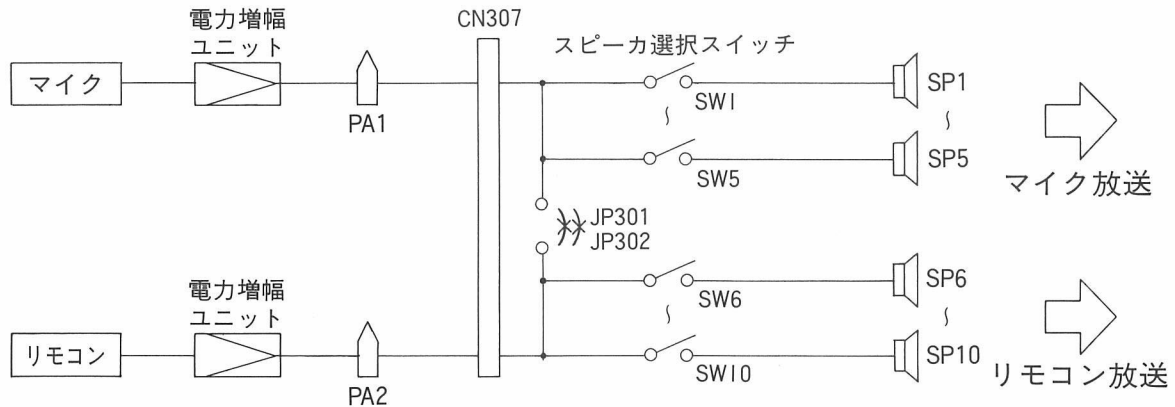 電力増幅
ユニット
CN307
スピーカ選択スイッチ
マイク
PA1
SW1
〜
SW5
SP1
〜
SP5
マイク放送
JP301
JP302
電力増幅
ユニット
リモコン
PA2
SW6
〜
SW10
SP6
〜
SP10
リモコン放送